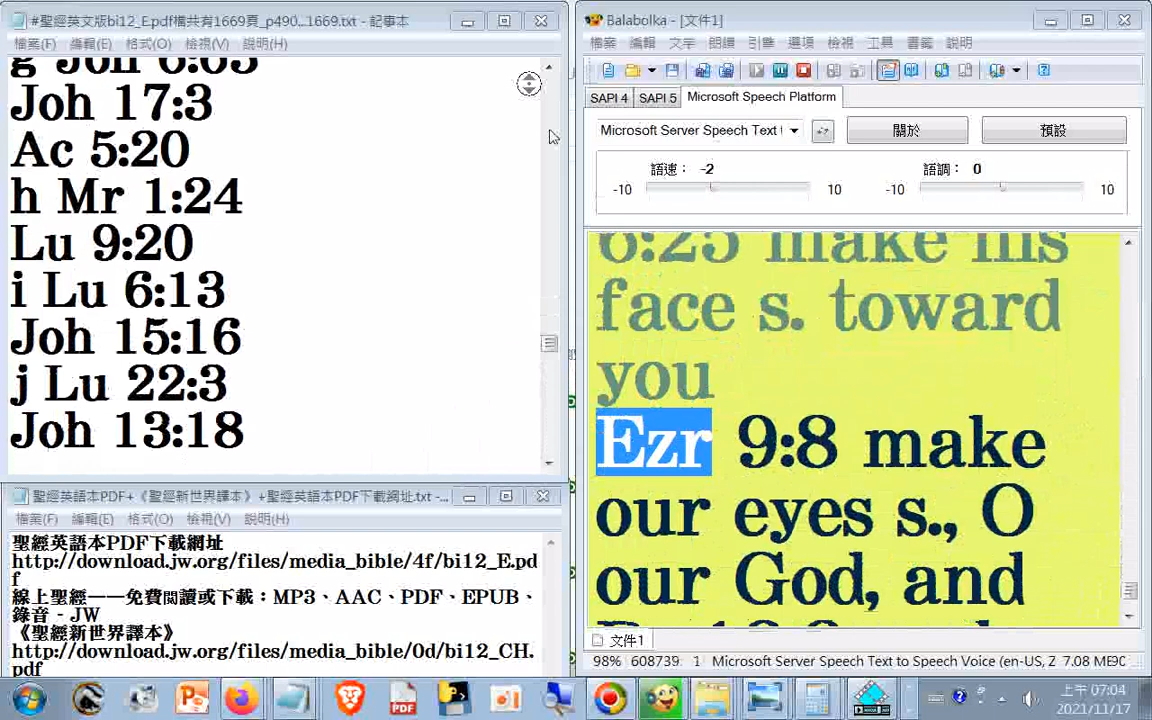 #聖經英文版bi12_E.pdf檔共有1669頁_p490,..1669.txt - 記事本
檔案(F) 編輯(E) 格式(O) 檢視(V) 說明(H)
g Joh 6:63
Joh 17:3
Ac 5:20
h Mr 1:24
Lu 9:20
i Lu 6:13
Joh 15:16
j Lu 22:3
Joh 13:18
聖經英語本PDF+《聖經新世界譯本》+聖經英語本PDF下載網址.txt - ...
檔案(F) 編輯(E) 格式(O) 檢視(V) 說明(H)
聖經英語本PDF下載網址
http://download.jw.org/files/media_bible/4f/bi12_E.pd
f
線上聖經——免費閱讀或下載：MP3、AAC、PDF、EPUB、
錄音 - JW
《聖經新世界譯本》
http://download.jw.org/files/media_bible/0d/bi12_CH.
pdf
Balabolka - [文件1]
檔案 編輯 文字 朗讀 引擎 選項 檢視 工具 書籤 說明
SAPI 4 SAPI 5 Microsoft Speech Platform
Microsoft Server Speech Text 關於 預設
語速： -2 語調： 0
-10 10 -10 10
6:25 make his
face s. toward
you
Ezr 9:8 make
our eyes s., O
our God, and
文件1
98% 608739: 1 Microsoft Server Speech Text to Speech Voice (en-US, Z 7.08 MB
上午 07:04
2021/11/17